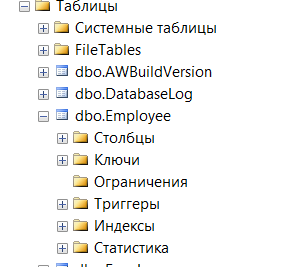 Таблицы
Системные таблицы
FileTables
dbo.AWBuildVersion
dbo.DatabaseLog
dbo.Employee
Столбцы
Ключи
Ограничения
Триггеры
Индексы
Статистика